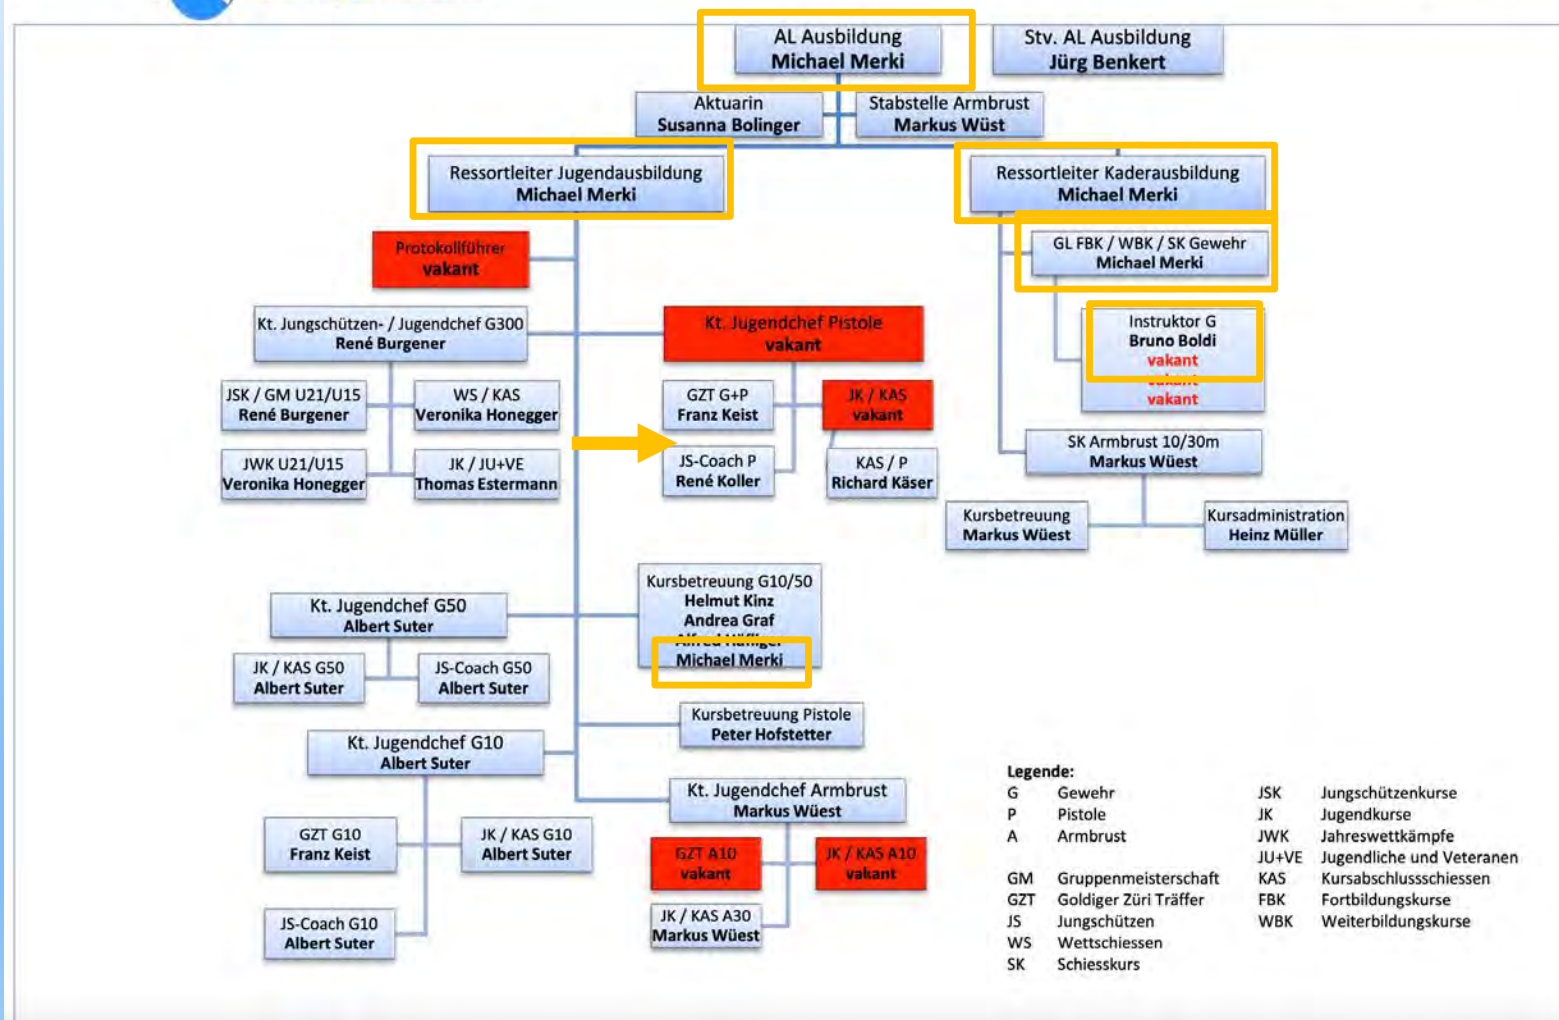 AL Ausbildung
Michael Merki
Stv. AL Ausbildung
Jürg Benkert
Aktuarin
Susanna Bolinger
Stabstelle Armbrust
Markus Wüst
Ressortleiter Jugendausbildung
Michael Merki
Ressortleiter Kaderausbildung
Michael Merki
Protokollführer
vakant
GL FBK / WBK / SK Gewehr
Michael Merki
Kt. Jungschützen- / Jugendchef G300
René Burgener
Kt. Jugendchef Pistole
vakant
Instruktor G
Bruno Boldi
vakant
vakant
vakant
JSK / GM U21/U15
René Burgener
WS / KAS
Veronika Honegger
GZT G+P
Franz Keist
JK / KAS
vakant
JWK U21/U15
Veronika Honegger
JK / JU+VE
Thomas Estermann
JS-Coach P
René Koller
KAS / P
Richard Käser
SK Armbrust 10/30m
Markus Wüest
Kursbetreuung
Markus Wüest
Kursadministration
Heinz Müller
Kt. Jugendchef G50
Albert Suter
Kursbetreuung G10/50
Helmut Kinz
Andrea Graf
Alfred
Michael Merki
JK / KAS G50
Albert Suter
JS-Coach G50
Albert Suter
Kursbetreuung Pistole
Peter Hofstetter
Kt. Jugendchef G10
Albert Suter
Kt. Jugendchef Armbrust
Markus Wüest
GZT G10
Franz Keist
JK / KAS G10
Albert Suter
GZT A10
vakant
JK / KAS A10
vakant
JS-Coach G10
Albert Suter
JK / KAS A30
Markus Wüest
Legende:
G Gewehr
P Pistole
A Armbrust
GM Gruppenmeisterschaft
GZT Goldiger Züri Träffer
JS Jungschützen
WS Wettschiessen
SK Schiesskurs
JSK Jungschützenkurse
JK Jugendkurse
JWK Jahreswettkämpfe
JU+VE Jugendliche und Veteranen
KAS Kursabschlussschiessen
FBK Fortbildungskurse
WBK Weiterbildungskurse